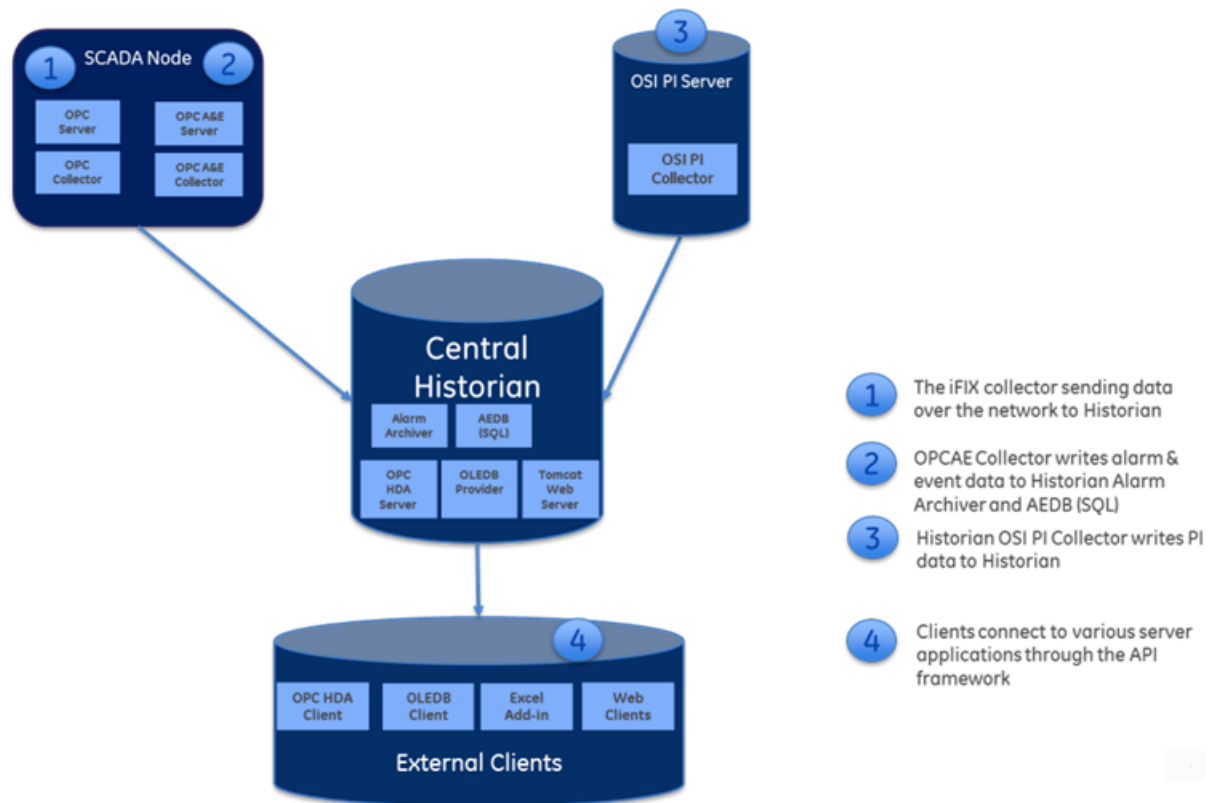 1
SCADA Node
2
OPC
Server
OPC A&E
Server
OPC
Collector
OPC A&E
Collector
3
OSI PI Server
OSI PI
Collector
Central
Historian
Alarm
Archiver
AEDB
(SQL)
OPC
HDA
Server
OLEDB
Provider
Tomcat
Web
Server
4
OPC HDA
Client
OLEDB
Client
Excel
Add-in
Web
Clients
External Clients
1
The iFIX collector sending data
over the network to Historian
2
OPCAE Collector writes alarm &
event data to Historian Alarm
Archiver and AEDB (SQL)
3
Historian OSI PI Collector writes PI
data to Historian
4
Clients connect to various server
applications through the API
framework